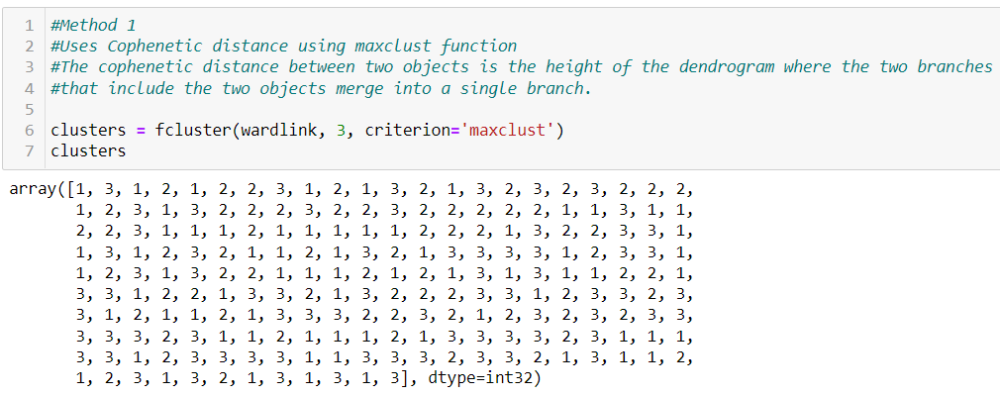 1 #Method 1
2 #Uses Cophenetic distance using maxclust function
3 #The cophenetic distance between two objects is the height of the dendrogram where the two branches
4 #that include the two objects merge into a single branch.
5
6 clusters = fcluster(wardlink, 3, criterion='maxclust')
7 clusters
array([1, 3, 1, 2, 1, 2, 2, 3, 1, 2, 1, 3, 2, 1, 3, 2, 3, 2, 3, 2, 2, 2,
1, 2, 3, 1, 3, 2, 2, 2, 3, 2, 2, 3, 2, 2, 2, 2, 2, 1, 1, 3, 1, 1,
2, 2, 3, 1, 1, 1, 2, 1, 1, 1, 1, 1, 2, 2, 2, 1, 3, 2, 2, 3, 3, 1,
1, 3, 1, 2, 3, 2, 1, 1, 2, 1, 3, 2, 1, 3, 3, 3, 3, 1, 2, 3, 3, 1,
1, 2, 3, 1, 3, 2, 2, 1, 1, 1, 2, 1, 2, 1, 3, 1, 3, 1, 1, 2, 2, 1,
3, 3, 1, 2, 2, 1, 3, 3, 2, 1, 3, 2, 2, 2, 3, 3, 1, 2, 3, 3, 2, 3,
3, 1, 2, 1, 1, 2, 1, 3, 3, 3, 2, 2, 3, 2, 1, 2, 3, 2, 3, 2, 3, 3,
3, 3, 3, 2, 3, 1, 1, 2, 1, 1, 1, 2, 1, 3, 3, 3, 3, 2, 3, 1, 1, 1,
3, 3, 1, 2, 3, 3, 3, 3, 1, 1, 3, 3, 3, 2, 3, 3, 2, 1, 3, 1, 1, 2,
1, 2, 3, 1, 3, 2, 1, 3, 1, 3, 1, 3], dtype=int32)